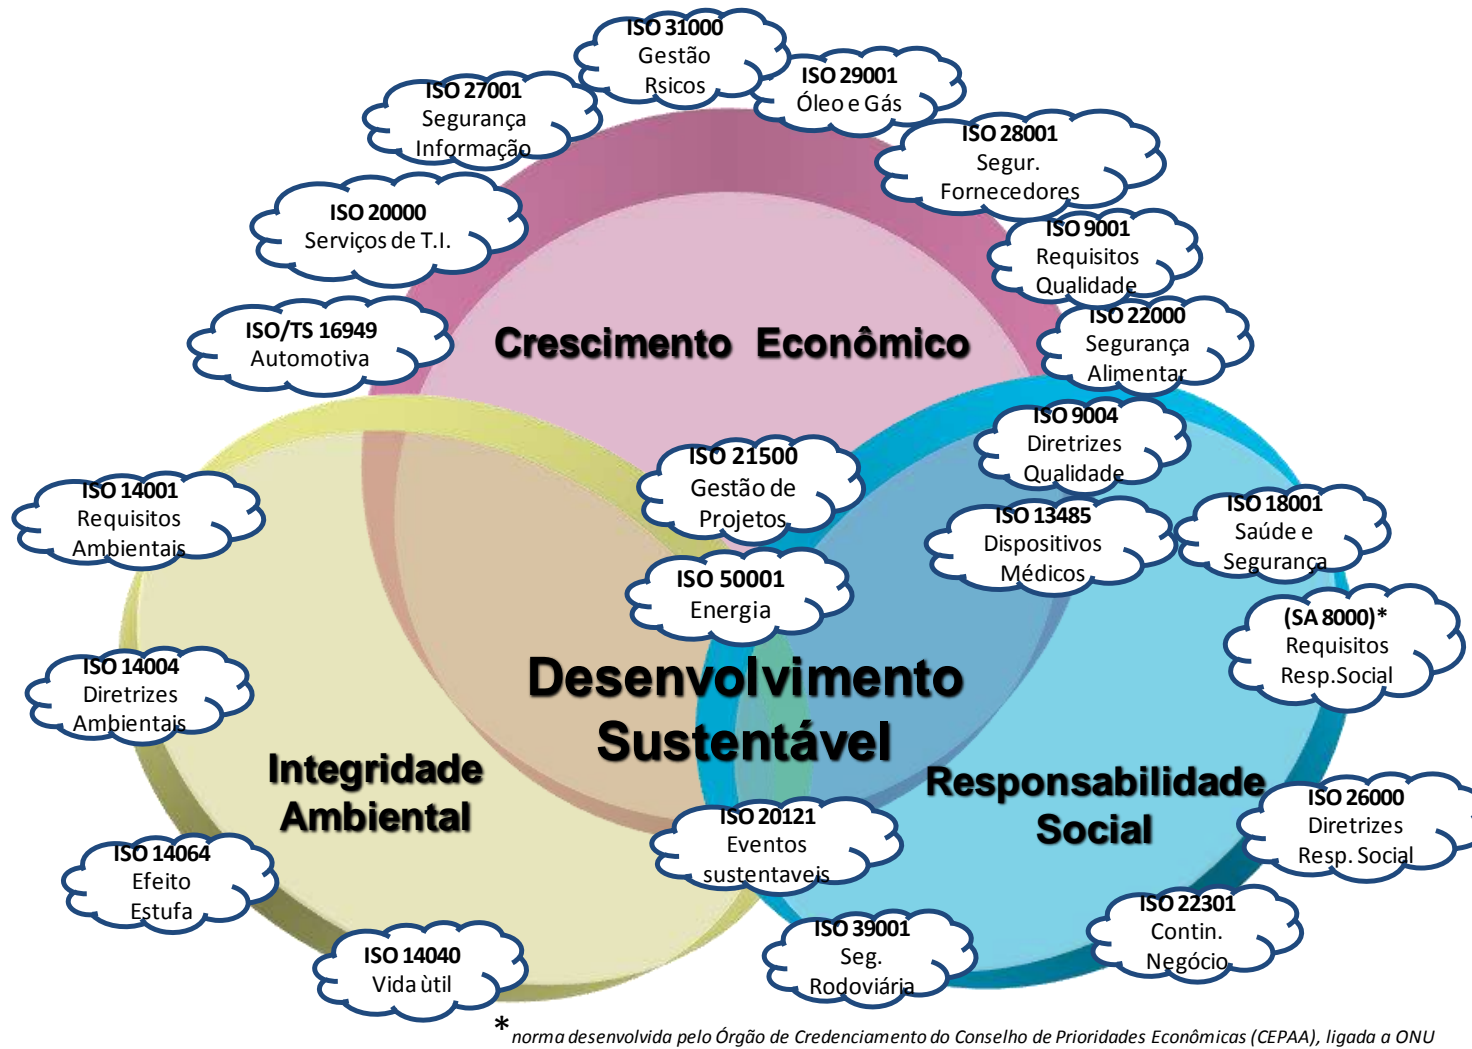 ISO 31000
Gestão
Rsicos
ISO 29001
Óleo e Gás
ISO 27001
Segurança
Informação
ISO 28001
Segur.
Fornecedores
ISO 20000
Serviços de T.I.
ISO 9001
Requisitos
Qualidade
ISO/TS 16949
Automotiva
Crescimento Econômico
ISO 22000
Segurança
Alimentar
ISO 9004
Diretrizes
Qualidade
ISO 21500
Gestão de
Projetos
ISO 14001
Requisitos
Ambientais
ISO 13485
Dispositivos
Médicos
ISO 18001
Saúde e
Segurança
ISO 50001
Energia
(SA 8000)*
Requisitos
Resp.Social
ISO 14004
Diretrizes
Ambientais
Desenvolvimento
Sustentável
Integridade
Ambiental
Responsabilidade
Social
ISO 26000
Diretrizes
Resp. Social
ISO 20121
Eventos
sustentaveis
ISO 14064
Efeito
Estufa
ISO 22301
Contin.
Negócio
ISO 39001
Seg.
Rodoviária
ISO 14040
Vida ùtil
* norma desenvolvida pelo Órgão de Credenciamento do Conselho de Prioridades Econômicas (CEPAA), ligada a ONU